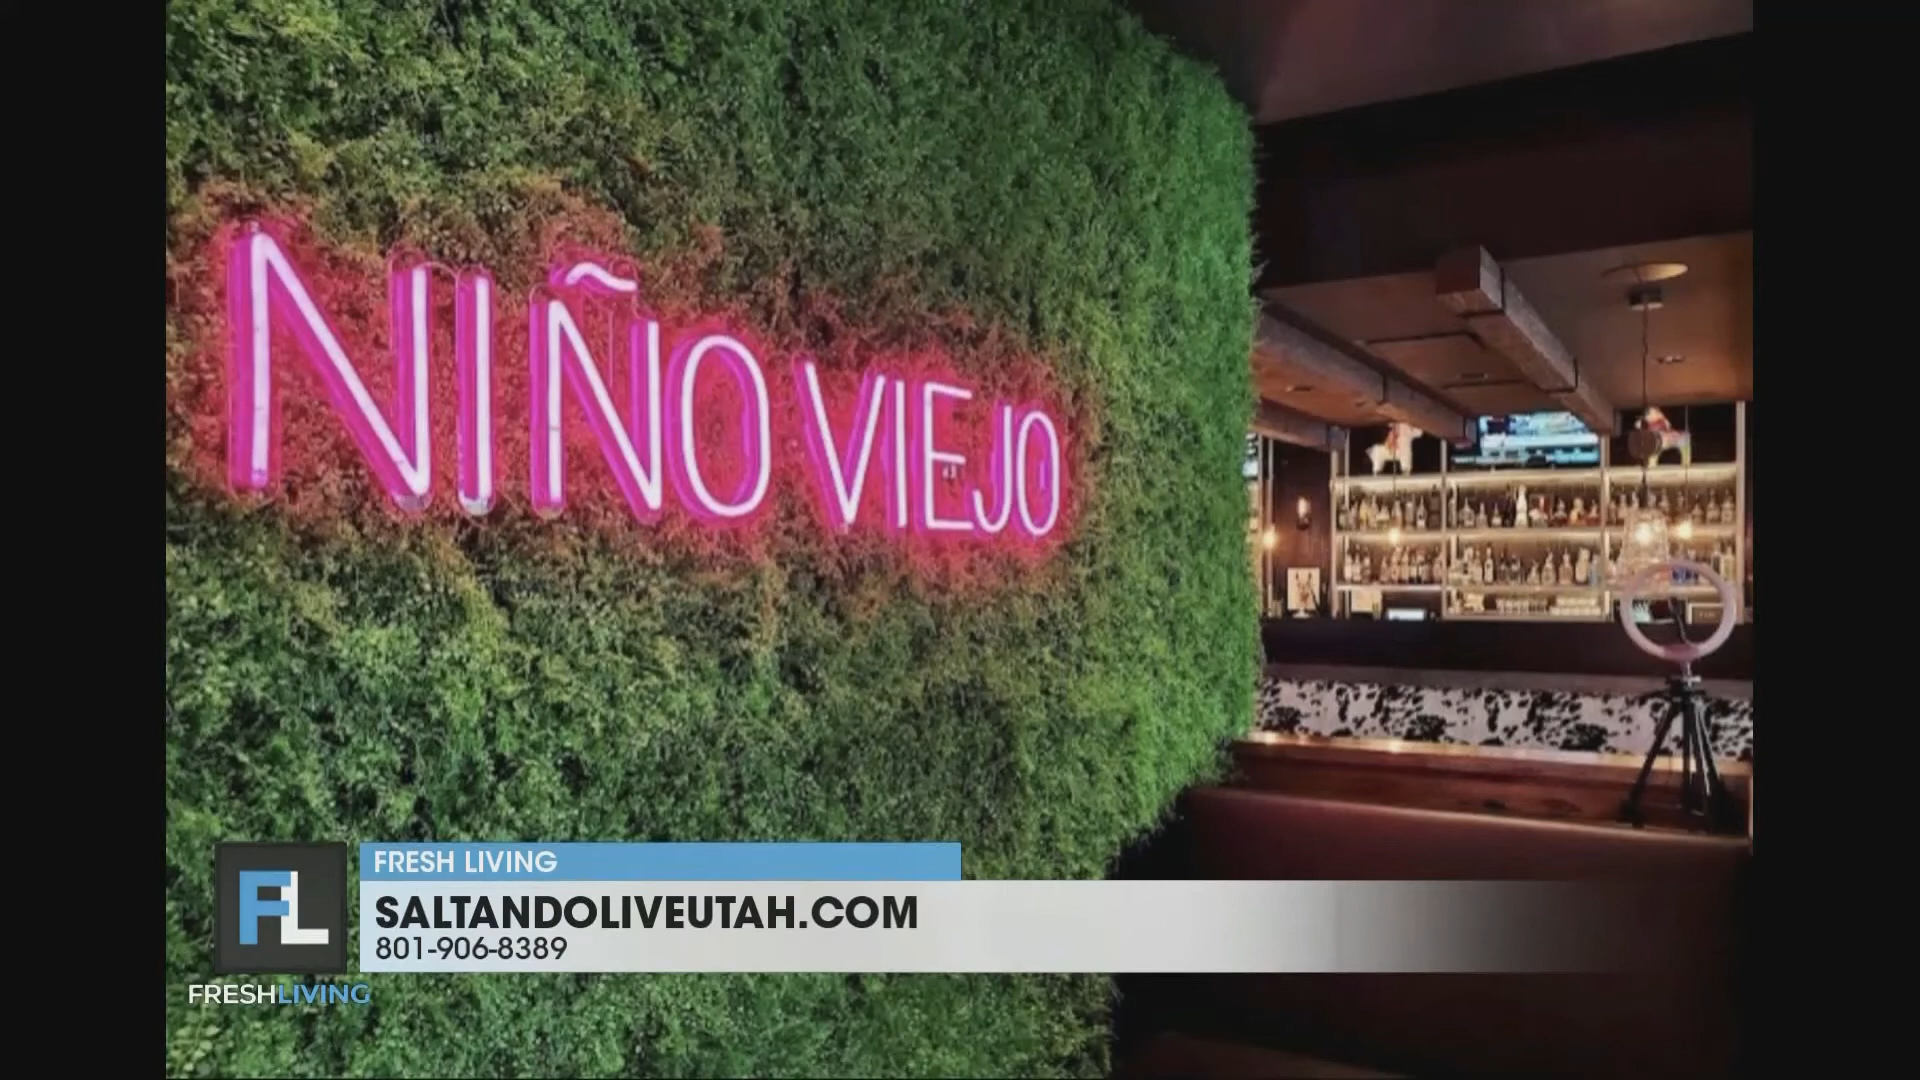 NIÑO VIEJO
FL
FRESH LIVING
SALTANDOLIVEUTAH.COM
801-906-8389
FRESHLIVING